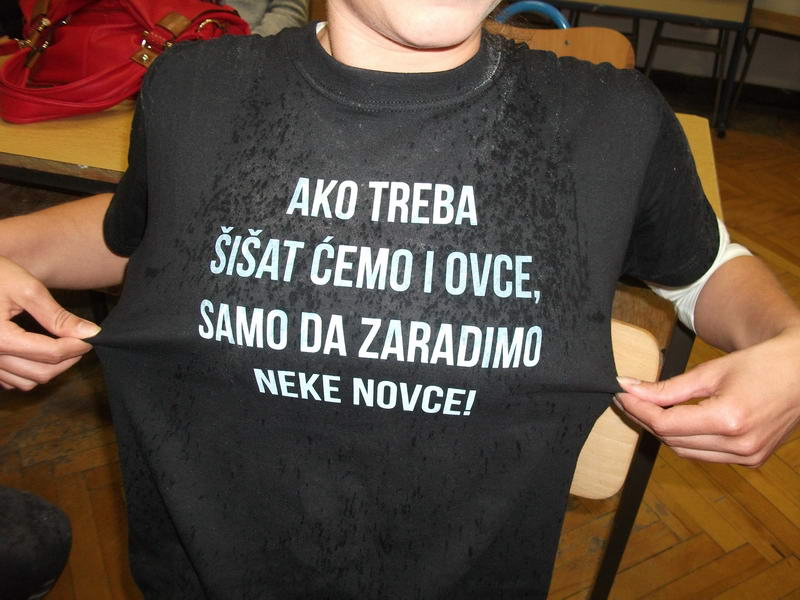 AKO TREBA
ŠIŠAT ĆEMO I OVCE,
SAMO DA ZARADIMO
NEKE NOVCE!